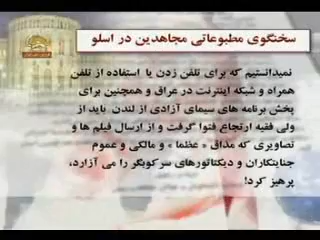 سخنگوی مطبوعاتی مجاهدین در اسلو
نمیدانستیم که برای تلفن زدن یا استفاده از تلفن
همراه و شبکه اینترنت در عراق و همچنین برای
پخش برنامه های سیمای آزادی از لندن باید از
ولی فقیه ارتجاع فتوا گرفت و از ارسال فیلم ها و
تصاویری که مذاق « عظما » و مالکی و عموم
جنایتکاران و دیکتاتورهای سرکوبگر را می آزارد،
پرهیز کرد!